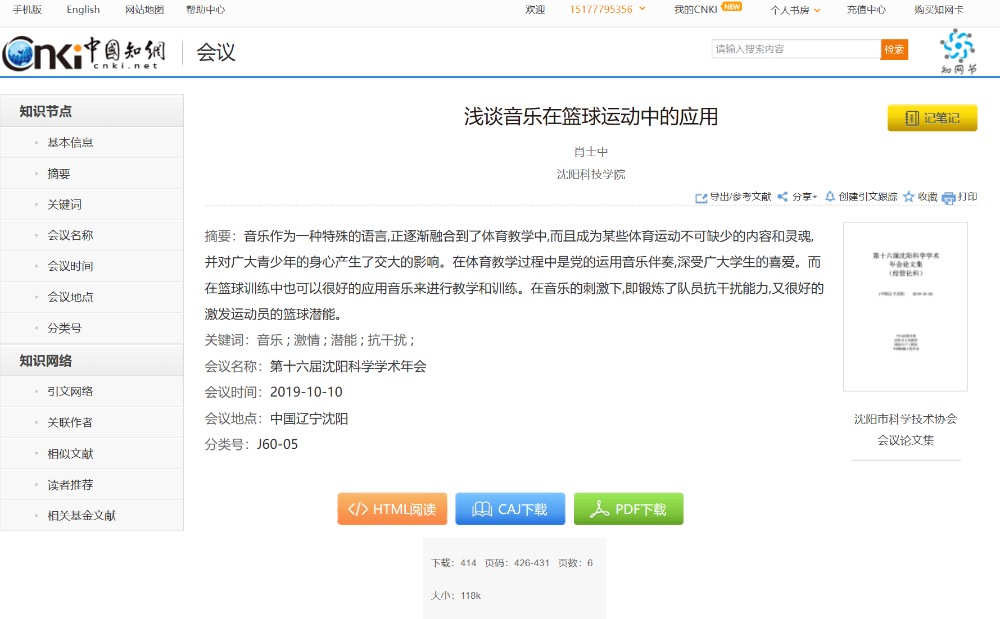 手机版 English 网站地图 帮助中心 欢迎 15177795356 我的CNKI NEW 个人书房 充值中心 购买知网卡
Cnki 中國知網 cnki.net 会议 请输入搜索内容 检索 知网节
知识节点
基本信息
摘要
关键词
会议名称
会议时间
会议地点
分类号
知识网络
引文网络
关联作者
相似文献
读者推荐
相关基金文献
浅谈音乐在篮球运动中的应用
记笔记
肖士中
沈阳科技学院
导出/参考文献 分享 创建引文跟踪 收藏 打印
摘要：音乐作为一种特殊的语言,正逐渐融合到了体育教学中,而且成为某些体育运动不可缺少的内容和灵魂,
并对广大青少年的身心产生了交大的影响。在体育教学过程中是党的运用音乐伴奏,深受广大学生的喜爱。而
在篮球训练中也可以很好的应用音乐来进行教学和训练。在音乐的刺激下,即锻炼了队员抗干扰能力,又很好的
激发运动员的篮球潜能。
关键词：音乐；激情；潜能；抗干扰；
会议名称：第十六届沈阳科学学术年会
会议时间：2019-10-10
会议地点：中国辽宁沈阳
分类号：J60-05
第十六届沈阳科学学术
年会论文集
（经管社科）
沈阳市科学技术协会
会议论文集
HTML阅读 CAJ下载 PDF下载
下载：414 页码：426-431 页数：6
大小：118k